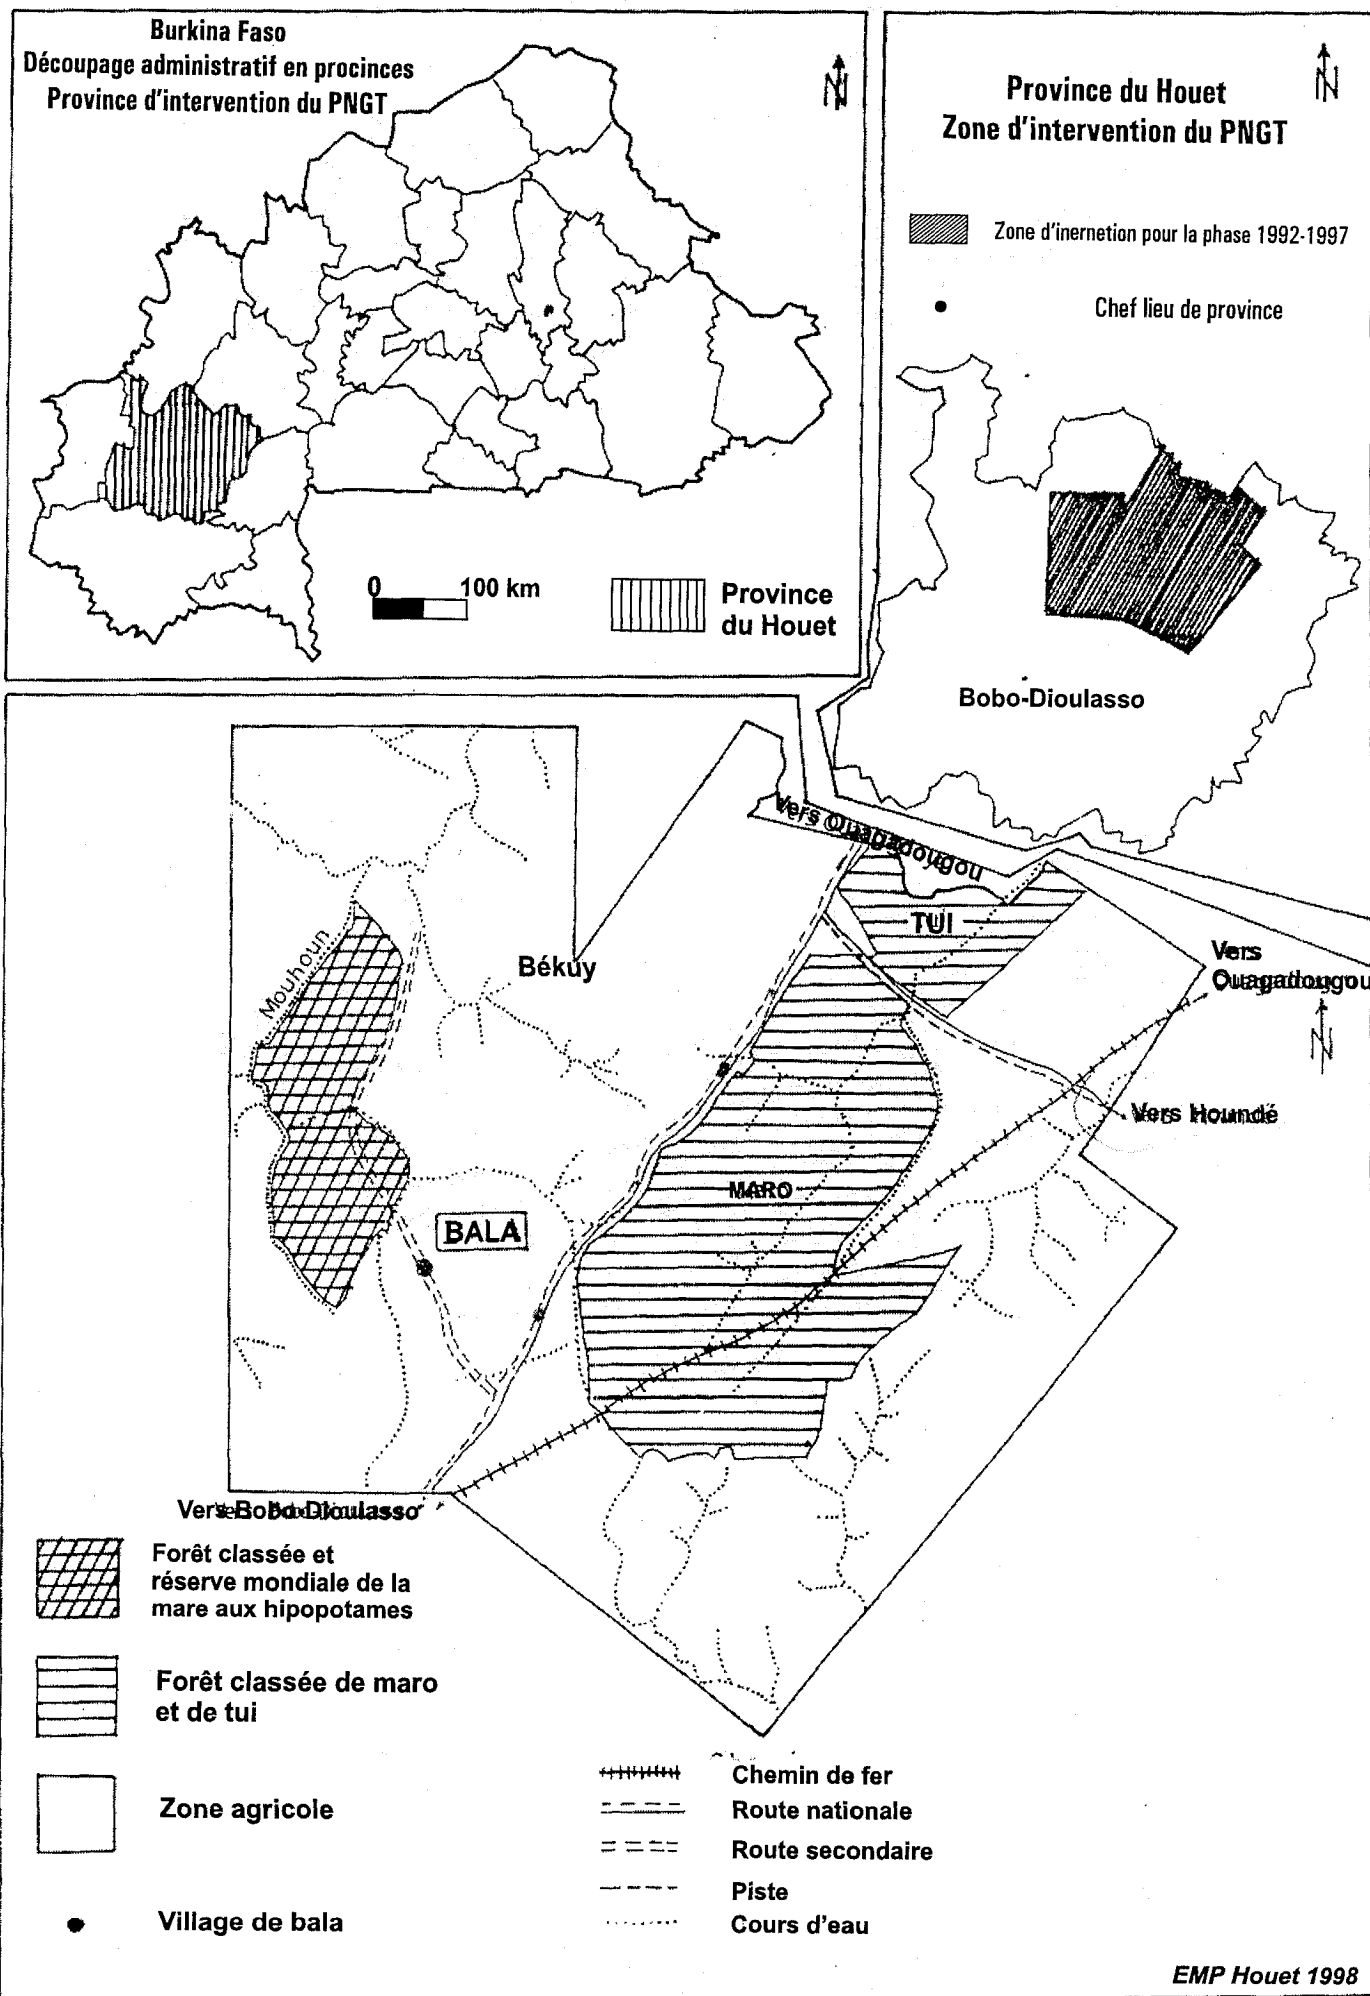 Burkina Faso
Découpage administratif en procinces
Province d'intervention du PNGT
N
0 100 km
Province
du Houet
Province du Houet
Zone d'intervention du PNGT
N
Zone d'inernetion pour la phase 1992-1997
Chef lieu de province
Bobo-Dioulasso
Vers Ouagadougou
TUI
Vers
Ouagadougou
N
Békuy
Mouhoun
Vers Houndé
MARO
BALA
Vers Bobo-Dioulasso
Forêt classée et
réserve mondiale de la
mare aux hipopotames
Forêt classée de maro
et de tui
Zone agricole
Village de bala
Chemin de fer
Route nationale
Route secondaire
Piste
Cours d'eau
EMP Houet 1998